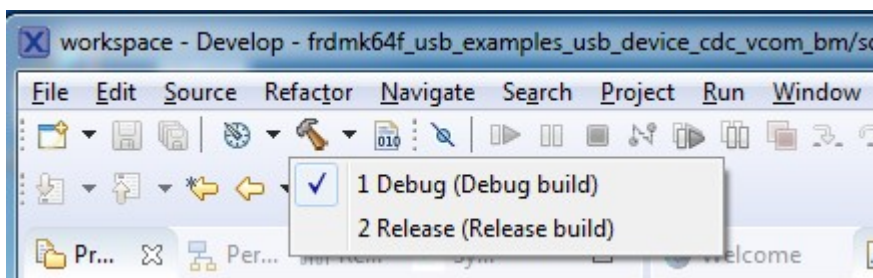 workspace - Develop - frdmk64f_usb_examples_usb_device_cdc_vcom_bm/so
File Edit Source Refactor Navigate Search Project Run Window
010
1 Debug (Debug build)
2 Release (Release build)
Pr... Per... Welcome